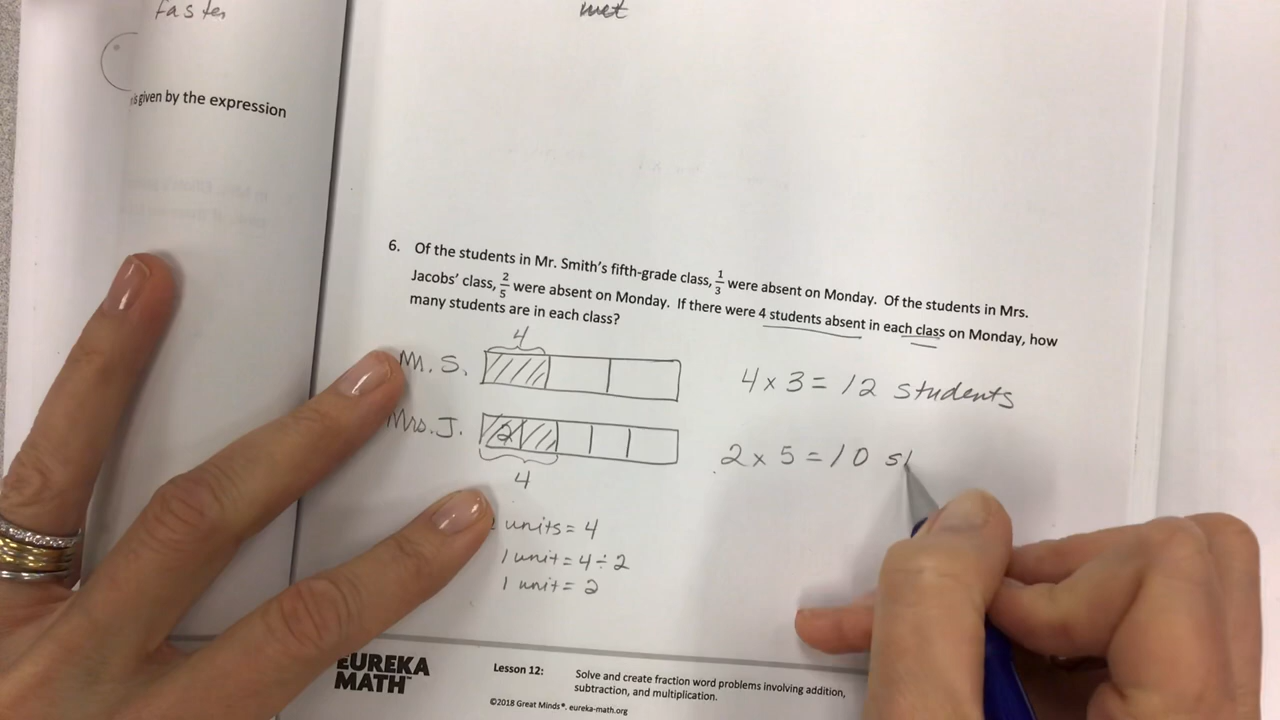 faster
met
is given by the expression
6. Of the students in Mr. Smith's fifth-grade class, 1/3 were absent on Monday. Of the students in Mrs.
Jacobs' class, 2/5 were absent on Monday. If there were 4 students absent in each class on Monday, how
many students are in each class?
4
M. S.
4 x 3 = 12 students
Mrs. J.
2
2 x 5 = 10 st
4
units = 4
1 unit = 4 ÷ 2
1 unit = 2
EUREKA
MATH™
Lesson 12:
Solve and create fraction word problems involving addition,
subtraction, and multiplication.
©2018 Great Minds®. eureka-math.org